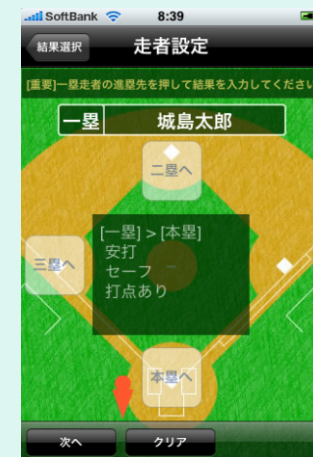 SoftBank 8:39
結果選択 走者設定
[重要]一塁走者の進塁先を押して結果を入力してくださ
一塁 城島太郎
二塁へ
三塁へ
[一塁] > [本塁]
安打
セーフ
打点あり
本塁へ
次へ クリア